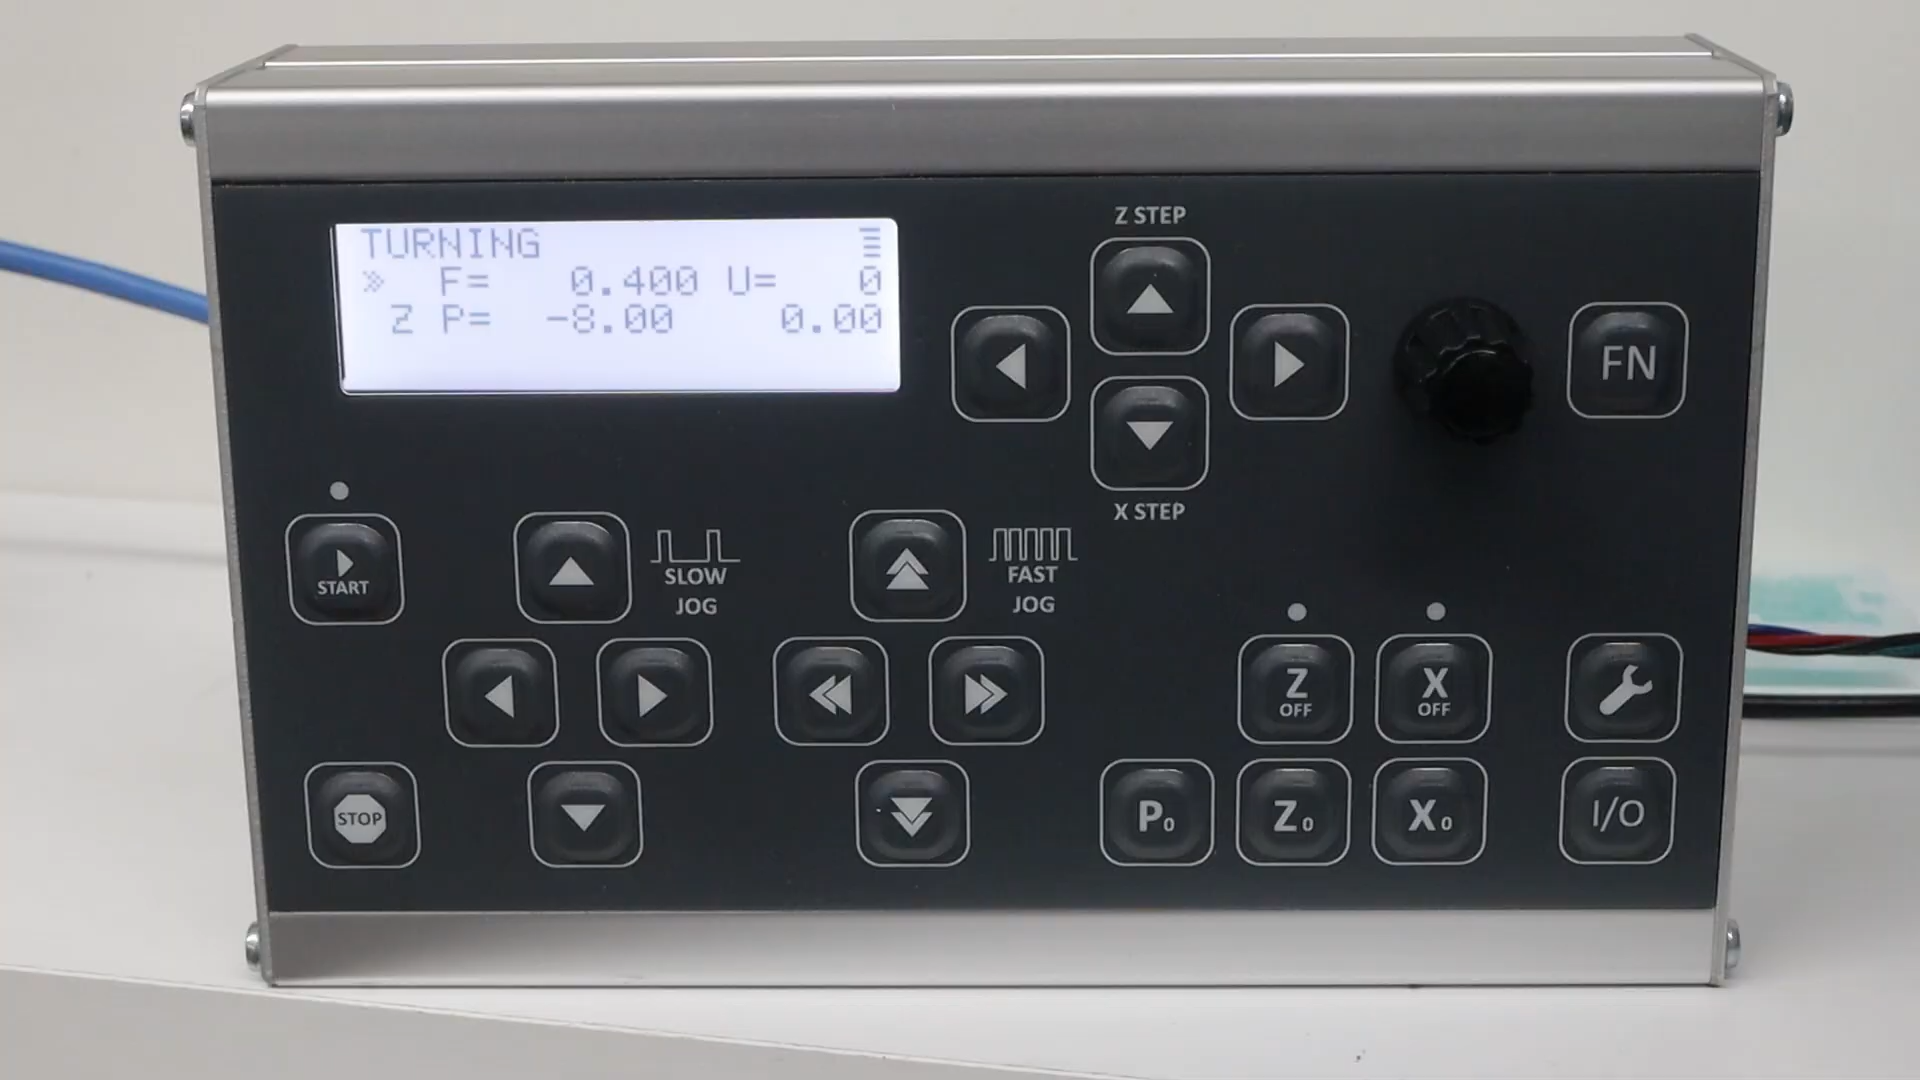 TURNING
F= 0.400 U= 0
Z P= -8.00 0.00
Z STEP
FN
X STEP
START
SLOW
JOG
FAST
JOG
Z
OFF
X
OFF
STOP
P0
Z0
X0
I/O